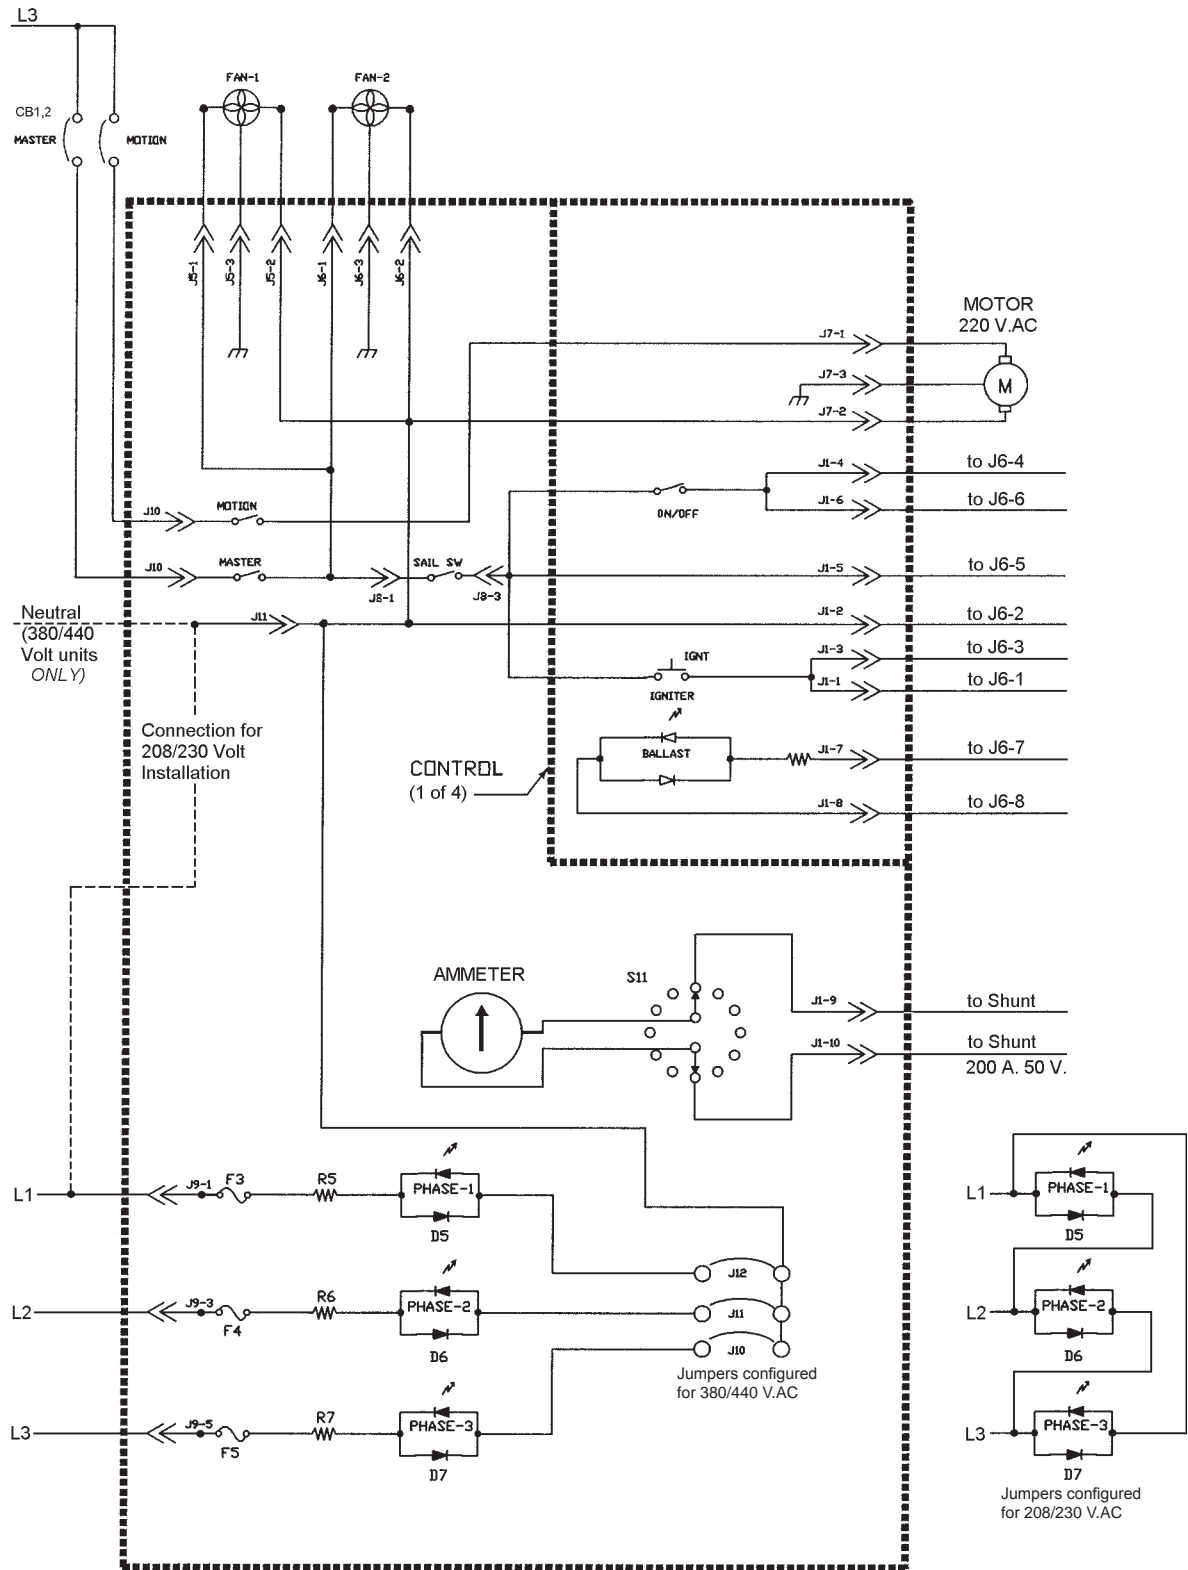 L3
FAN-1
FAN-2
CB1,2
MASTER
MOTION
J5-1
J5-3
J5-2
J6-1
J6-3
J6-2
MOTOR
220 V.AC
J7-1
J7-3
M
J7-2
J1-4
to J6-4
J1-6
to J6-6
ON/OFF
J10
MOTION
J10
MASTER
SAIL SW
J8-1
J8-3
J1-5
to J6-5
Neutral
(380/440
Volt units
ONLY)
J11
J1-2
to J6-2
J1-3
to J6-3
IGNT
J1-1
to J6-1
IGNITER
Connection for
208/230 Volt
Installation
BALLAST
J1-7
to J6-7
CONTROL
(1 of 4)
J1-8
to J6-8
AMMETER
S11
J1-9
to Shunt
J1-10
to Shunt
200 A. 50 V.
L1
J9-1
F3
R5
PHASE-1
D5
J12
L2
J9-3
F4
R6
PHASE-2
D6
J11
J10
Jumpers configured
for 380/440 V.AC
L3
J9-5
F5
R7
PHASE-3
D7
L1
PHASE-1
D5
L2
PHASE-2
D6
L3
PHASE-3
D7
Jumpers configured
for 208/230 V.AC